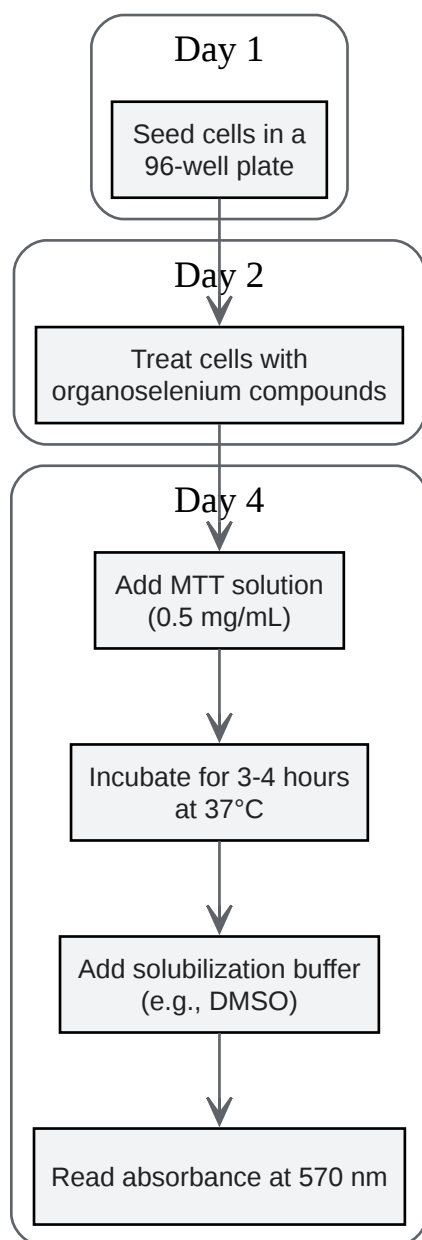 Day 1
Seed cells in a
96-well plate
Day 2
Treat cells with
organoselenium compounds
Day 4
Add MTT solution
(0.5 mg/mL)
Incubate for 3-4 hours
at 37°C
Add solubilization buffer
(e.g., DMSO)
Read absorbance at 570 nm